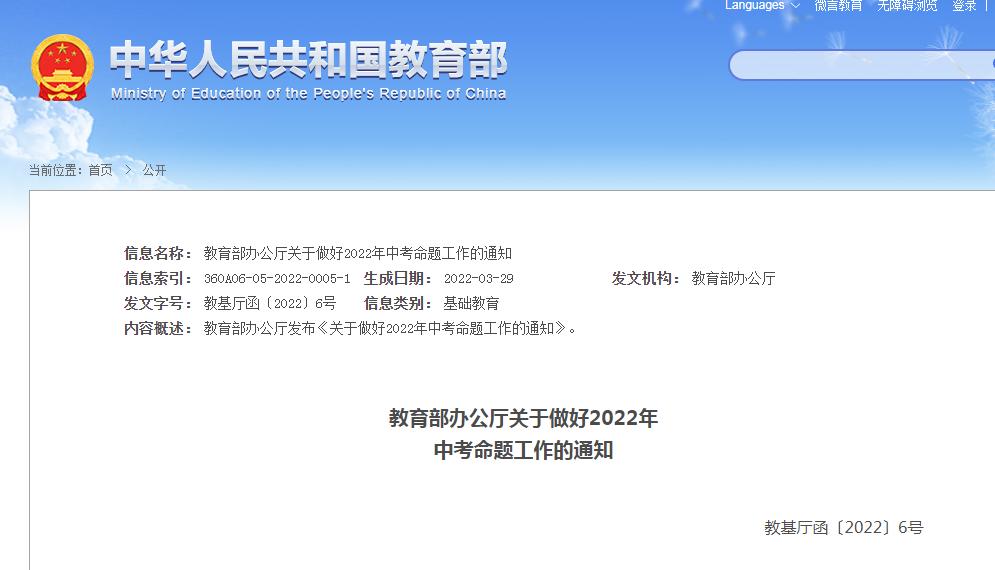 Languages 微言教育 无障碍浏览 登录 |
中华人民共和国教育部
Ministry of Education of the People's Republic of China
当前位置：首页 > 公开
信息名称： 教育部办公厅关于做好2022年中考命题工作的通知
信息索引： 360A06-05-2022-0005-1 生成日期： 2022-03-29 发文机构： 教育部办公厅
发文字号： 教基厅函〔2022〕6号 信息类别： 基础教育
内容概述： 教育部办公厅发布《关于做好2022年中考命题工作的通知》。
教育部办公厅关于做好2022年
中考命题工作的通知
教基厅函〔2022〕6号